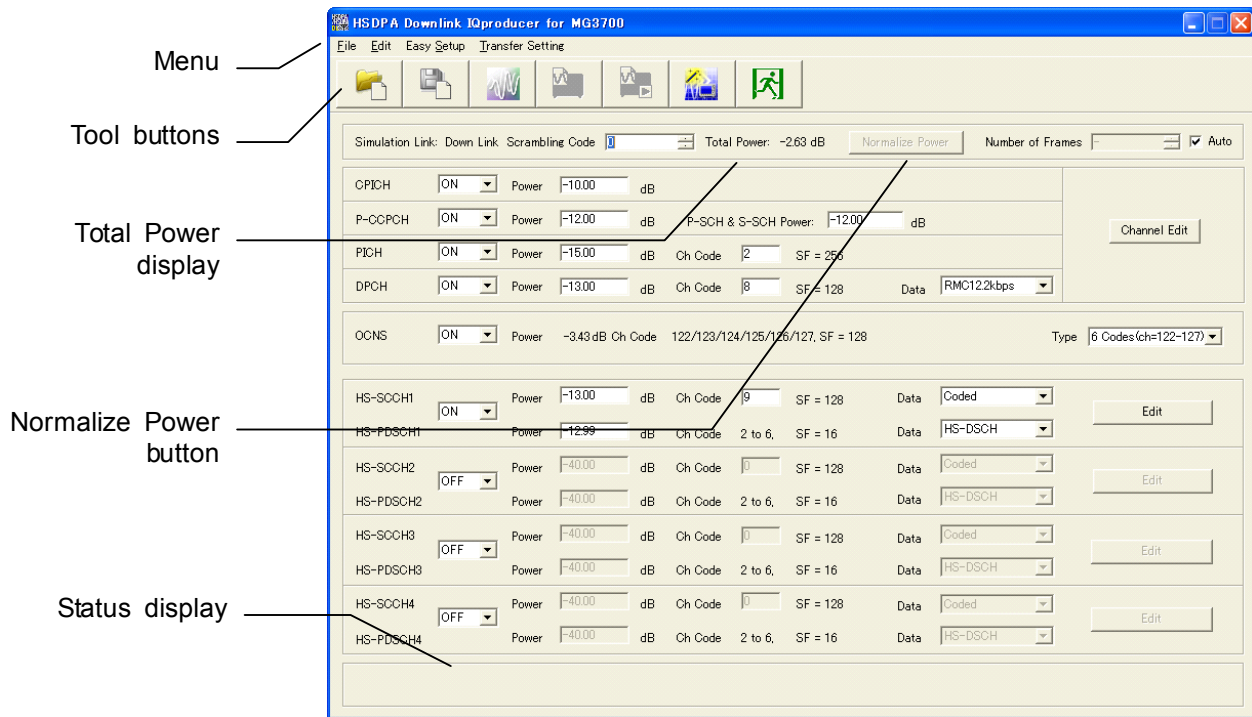 HSDPA Downlink IQproducer for MG3700
File Edit Easy Setup Transfer Setting
Menu
Tool buttons
Simulation Link: Down Link Scrambling Code 0 Total Power: -2.63 dB Normalize Power Number of Frames - Auto
CPICH ON Power -10.00 dB
P-CCPCH ON Power -12.00 dB P-SCH & S-SCH Power: -12.00 dB
Channel Edit
Total Power
display
PICH ON Power -15.00 dB Ch Code 2 SF = 256
DPCH ON Power -13.00 dB Ch Code 8 SF = 128 Data RMC12.2kbps
OCNS ON Power -3.43 dB Ch Code 122/123/124/125/126/127, SF = 128 Type 6 Codes(ch=122-127)
HS-SCCH1 ON Power -13.00 dB Ch Code 9 SF = 128 Data Coded Edit
HS-PDSCH1 Power -12.99 dB Ch Code 2 to 6, SF = 16 Data HS-DSCH
Normalize Power
button
HS-SCCH2 OFF Power -40.00 dB Ch Code 0 SF = 128 Data Coded Edit
HS-PDSCH2 Power -40.00 dB Ch Code 2 to 6, SF = 16 Data HS-DSCH
HS-SCCH3 OFF Power -40.00 dB Ch Code 0 SF = 128 Data Coded Edit
HS-PDSCH3 Power -40.00 dB Ch Code 2 to 6, SF = 16 Data HS-DSCH
HS-SCCH4 OFF Power -40.00 dB Ch Code 0 SF = 128 Data Coded Edit
HS-PDSCH4 Power -40.00 dB Ch Code 2 to 6, SF = 16 Data HS-DSCH
Status display